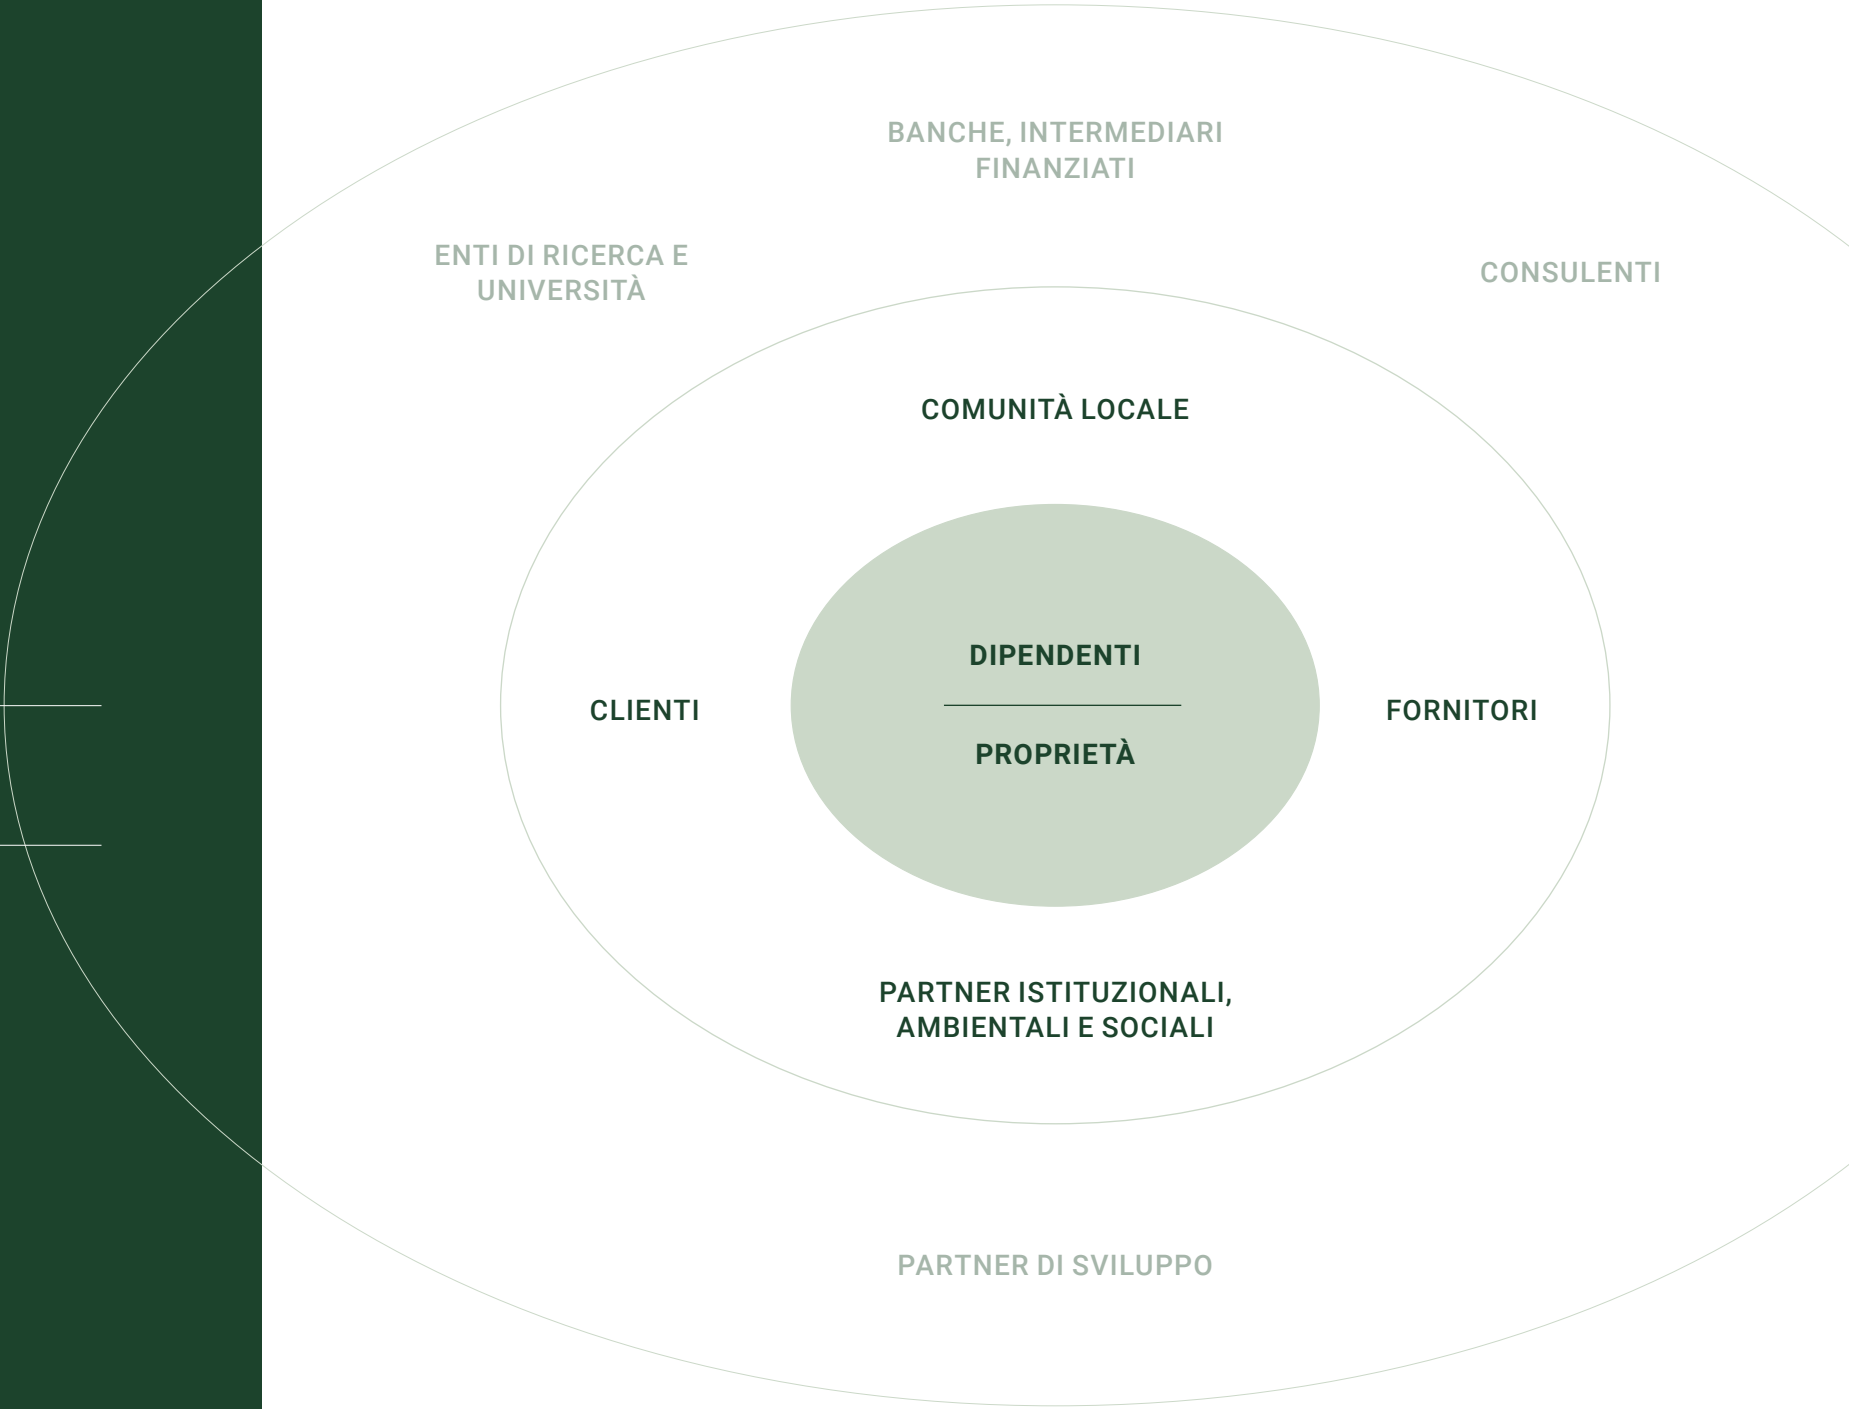 BANCHE, INTERMEDIARI
FINANZIATI
ENTI DI RICERCA E
UNIVERSITÀ
CONSULENTI
COMUNITÀ LOCALE
DIPENDENTI
CLIENTI
FORNITORI
PROPRIETÀ
PARTNER ISTITUZIONALI,
AMBIENTALI E SOCIALI
PARTNER DI SVILUPPO